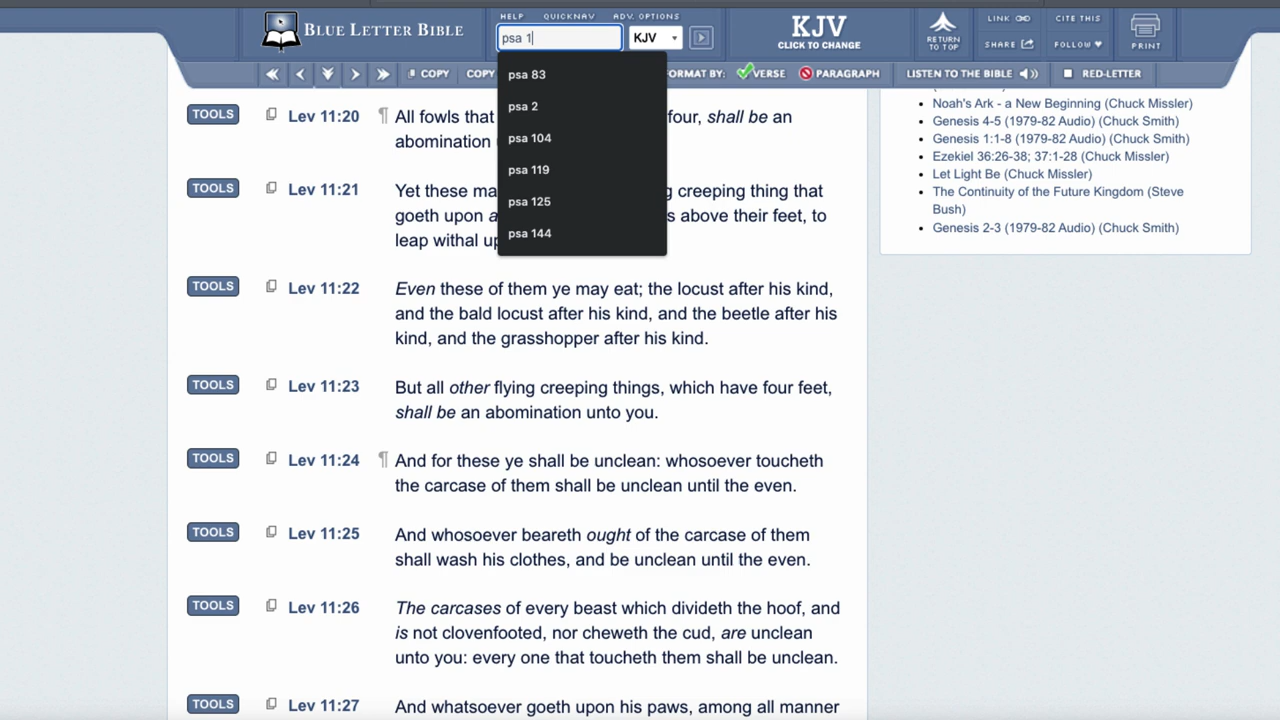 HELP QUICKNAV ADV. OPTIONS
BLUE LETTER BIBLE
psa 1
KJV
KJV
CLICK TO CHANGE
RETURN
TO TOP
LINK
CITE THIS
SHARE
FOLLOW
PRINT
COPY COPY
ORMAT BY: VERSE PARAGRAPH LISTEN TO THE BIBLE RED-LETTER
psa 83
psa 2
psa 104
psa 119
psa 125
psa 144
TOOLS Lev 11:20 ¶ All fowls that four, shall be an
abomination
TOOLS Lev 11:21 Yet these creeping thing that
goeth upon above their feet, to
leap withal
TOOLS Lev 11:22 Even these of them ye may eat; the locust after his kind,
and the bald locust after his kind, and the beetle after his
kind, and the grasshopper after his kind.
TOOLS Lev 11:23 But all other flying creeping things, which have four feet,
shall be an abomination unto you.
TOOLS Lev 11:24 ¶ And for these ye shall be unclean: whosoever toucheth
the carcase of them shall be unclean until the even.
TOOLS Lev 11:25 And whosoever beareth ought of the carcase of them
shall wash his clothes, and be unclean until the even.
TOOLS Lev 11:26 The carcases of every beast which divideth the hoof, and
is not clovenfooted, nor cheweth the cud, are unclean
unto you: every one that toucheth them shall be unclean.
TOOLS Lev 11:27 And whatsoever goeth upon his paws, among all manner
Noah's Ark - a New Beginning (Chuck Missler)
Genesis 4-5 (1979-82 Audio) (Chuck Smith)
Genesis 1:1-8 (1979-82 Audio) (Chuck Smith)
Ezekiel 36:26-38; 37:1-28 (Chuck Missler)
Let Light Be (Chuck Missler)
The Continuity of the Future Kingdom (Steve
Bush)
Genesis 2-3 (1979-82 Audio) (Chuck Smith)